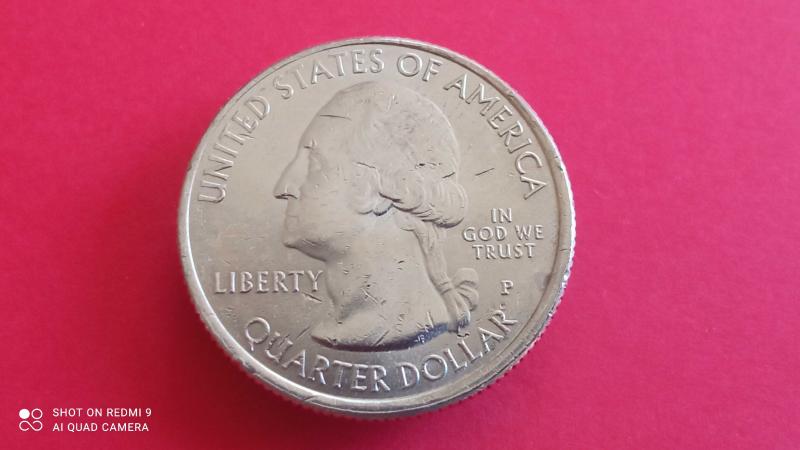 UNITED STATES OF AMERICA
IN
GOD WE
TRUST
LIBERTY
P
QUARTER DOLLAR
SHOT ON REDMI 9
AI QUAD CAMERA